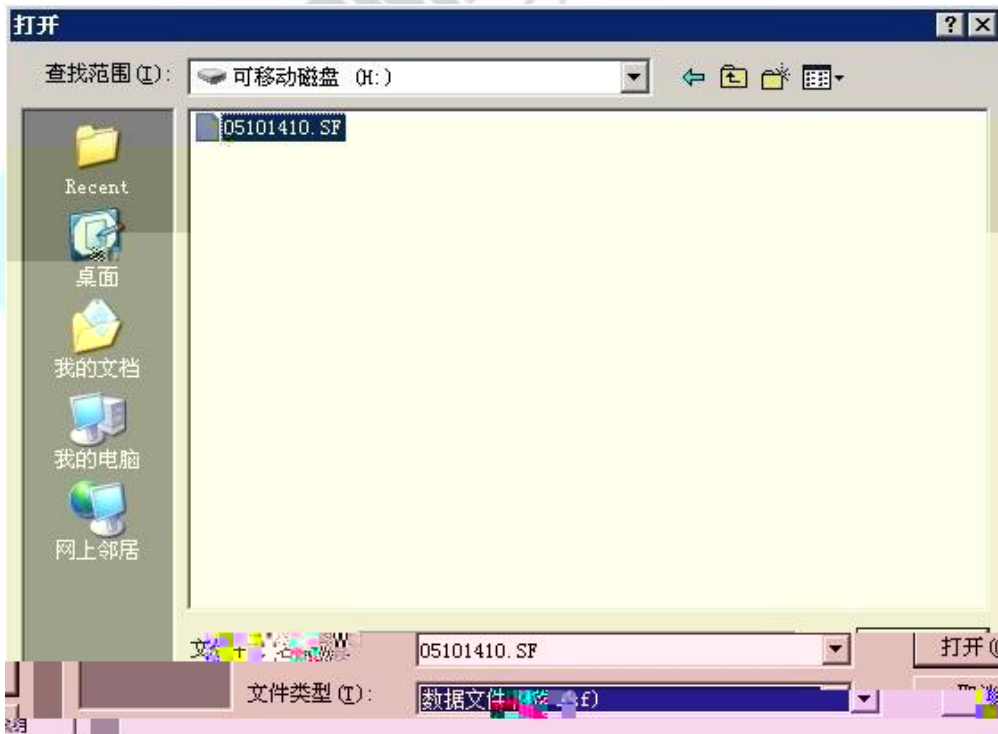 打开
查找范围(I):
可移动磁盘 (H:)
05101410.SF
Recent
桌面
我的文档
我的电脑
网上邻居
05101410.SF
打开(
文件类型(T):
数据文件